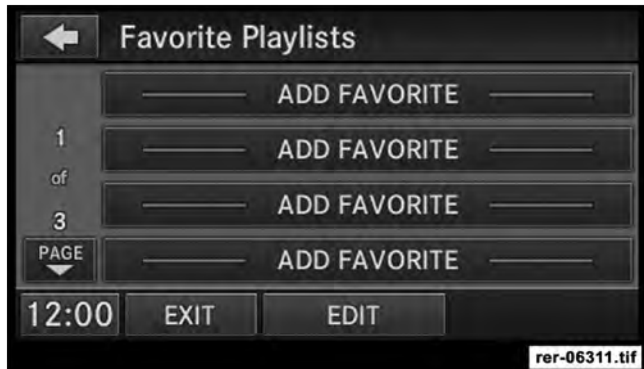 Favorite Playlists
ADD FAVORITE
1
ADD FAVORITE
of
ADD FAVORITE
3
PAGE
ADD FAVORITE
12:00 EXIT EDIT
rer-06311.tif